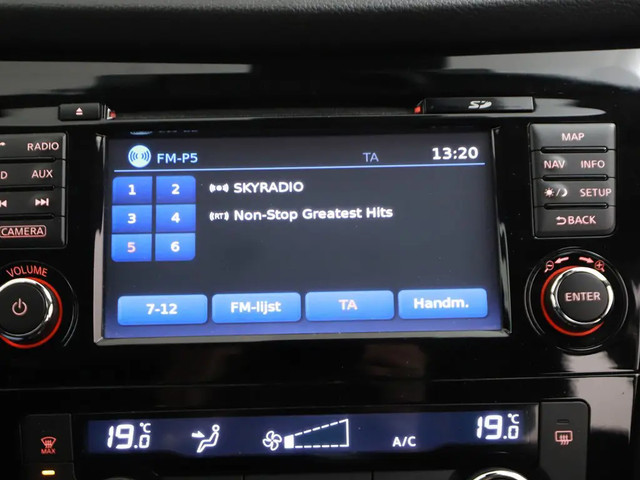 SD
RADIO
AUX
CAMERA
VOLUME
FM-P5 TA 13:20
1 2
3 4
5 6
SKYRADIO
(RT) Non-Stop Greatest Hits
7-12 FM-lijst TA Handm.
MAP
NAV INFO
SETUP
BACK
ENTER
19.0 °C
A/C
19.0 °C
MAX